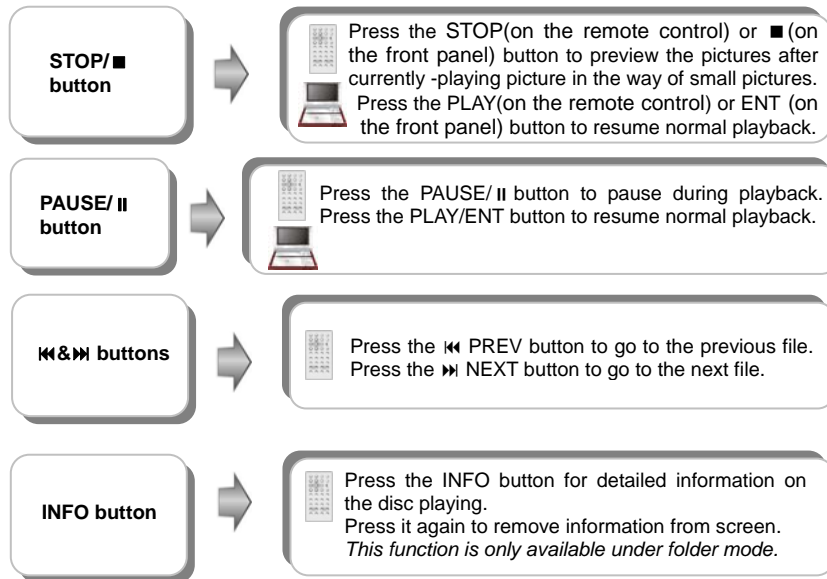 STOP/■
button
Press the STOP(on the remote control) or ■(on
the front panel) button to preview the pictures after
currently -playing picture in the way of small pictures.
Press the PLAY(on the remote control) or ENT (on
the front panel) button to resume normal playback.
PAUSE/⏸
button
Press the PAUSE/⏸ button to pause during playback.
Press the PLAY/ENT button to resume normal playback.
⏮&⏭ buttons
Press the ⏮ PREV button to go to the previous file.
Press the ⏭ NEXT button to go to the next file.
INFO button
Press the INFO button for detailed information on
the disc playing.
Press it again to remove information from screen.
This function is only available under folder mode.